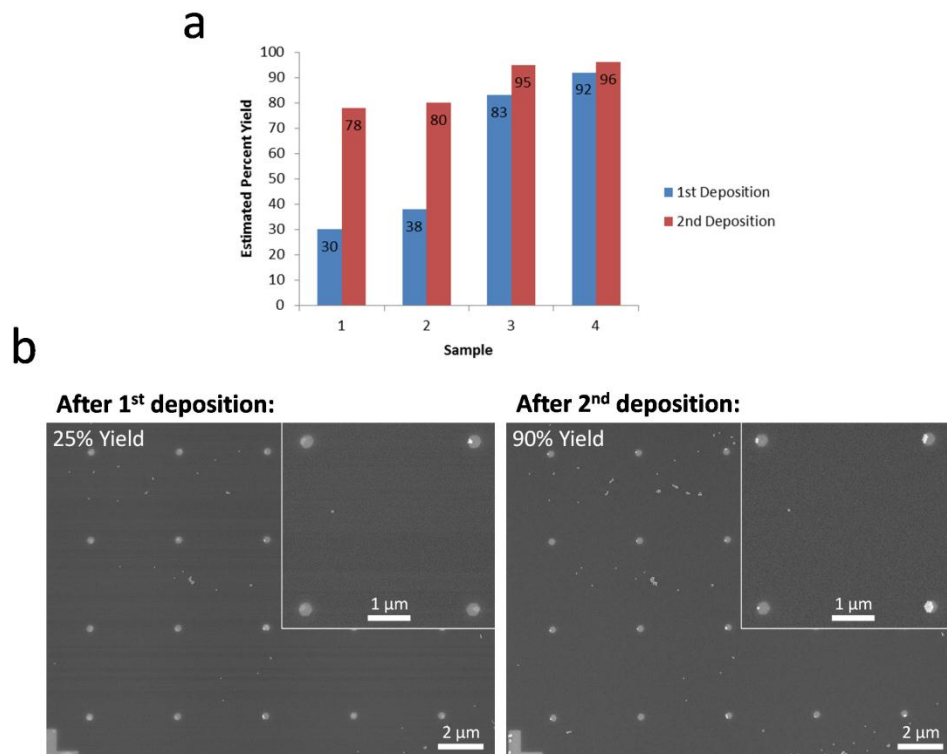 a
100
90
80
70
60
50
40
30
20
10
0
Estimated Percent Yield
30
78
38
80
83
95
92
96
1
2
3
4
Sample
1st Deposition
2nd Deposition
b
After 1st deposition:
25% Yield
1 μm
2 μm
After 2nd deposition:
90% Yield
1 μm
2 μm